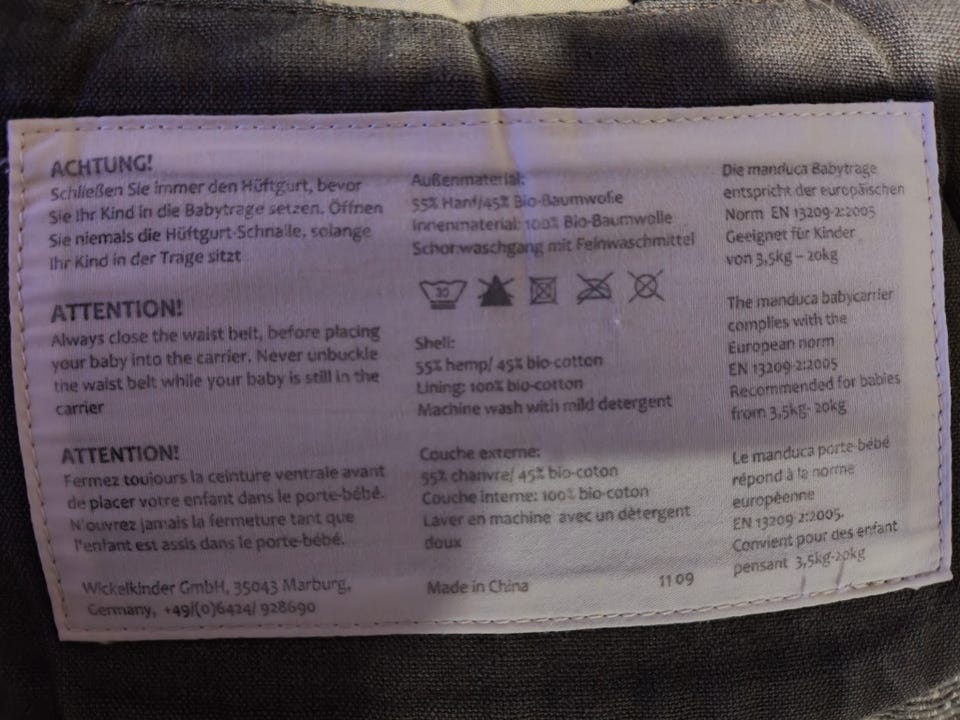 ACHTUNG!
Schließen Sie immer den Hüftgurt, bevor
Sie Ihr Kind in die Babytrage setzen. Öffnen
Sie niemals die Hüftgurt-Schnalle, solange
Ihr Kind in der Trage sitzt
ATTENTION!
Always close the waist belt, before placing
your baby into the carrier. Never unbuckle
the waist belt while your baby is still in the
carrier
ATTENTION!
Fermez toujours la ceinture ventrale avant
de placer votre enfant dans le porte-bébé.
N'ouvrez jamais la fermeture tant que
l'enfant est assis dans le porte-bébé.
Wickelkinder GmbH, 35043 Marburg,
Germany, +49/(0)6424/ 928690
Außenmaterial:
55% Hanf/45% Bio-Baumwolle
Innenmaterial: 100% Bio-Baumwolle
Schonwaschgang mit Feinwaschmittel
30
Shell:
55% hemp/ 45% bio-cotton
Lining: 100% bio-cotton
Machine wash with mild detergent
Couche externe:
55% chanvre/ 45% bio-coton
Couche interne: 100% bio-coton
Laver en machine avec un détergent
doux
Made in China
11 09
Die manduca Babytrage
entspricht der europäischen
Norm EN 13209-2:2005
Geeignet für Kinder
von 3,5kg – 20kg
The manduca babycarrier
complies with the
European norm
EN 13209-2:2005
Recommended for babies
from 3,5kg- 20kg
Le manduca porte-bébé
répond à la norme
européenne
EN 13209-2:2005.
Convient pour des enfant
pensant 3,5kg-20kg